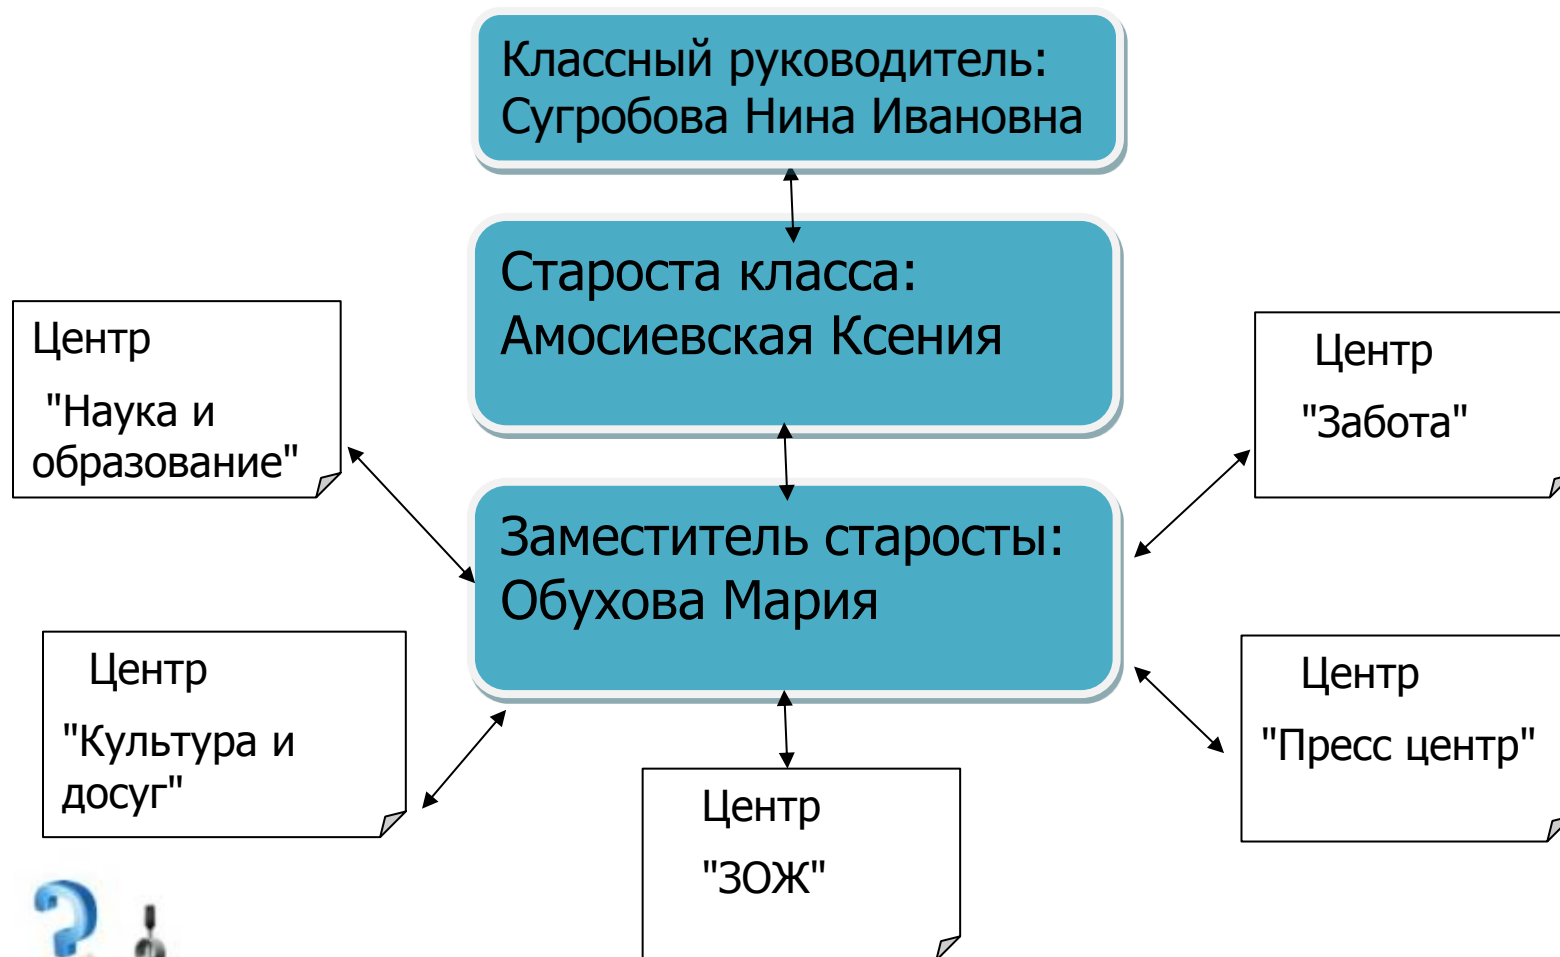 Классный руководитель:
Сугробова Нина Ивановна
Староста класса:
Амосиевская Ксения
Центр
"Наука и
образование"
Центр
"Забота"
Заместитель старосты:
Обухова Мария
Центр
"Культура и
досуг"
Центр
"Пресс центр"
Центр
"ЗОЖ"